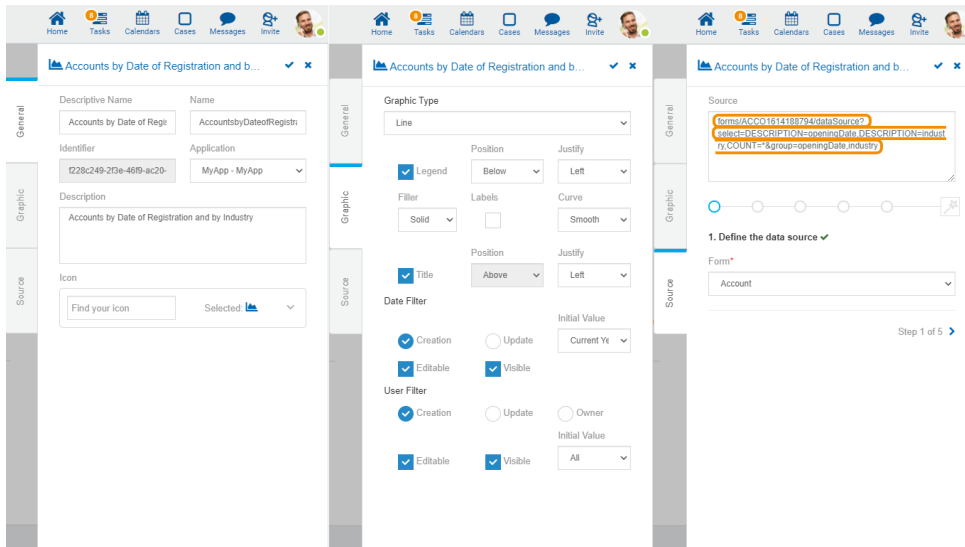 8
Home Tasks Calendars Cases Messages Invite
Accounts by Date of Registration and b...
General
Graphic
Source
Descriptive Name Name
Accounts by Date of Regis AccountsbyDateofRegistra
Identifier Application
f228c249-2f3e-46f9-ac20- MyApp - MyApp
Description
Accounts by Date of Registration and by Industry
Icon
Find your icon Selected:
8
Home Tasks Calendars Cases Messages Invite
Accounts by Date of Registration and b...
General
Graphic
Source
Graphic Type
Line
Position Justify
Legend Below Left
Filler Labels Curve
Solid Smooth
Position Justify
Title Above Left
Date Filter
Initial Value
Creation Update Current Ye
Editable Visible
User Filter
Creation Update Owner
Initial Value
Editable Visible All
8
Home Tasks Calendars Cases Messages Invite
Accounts by Date of Registration and b...
General
Graphic
Source
Source
forms/ACCO1614188794/dataSource?
select=DESCRIPTION=openingDate,DESCRIPTION=indust
ry,COUNT=*&group=openingDate,industry
1. Define the data source
Form*
Account
Step 1 of 5